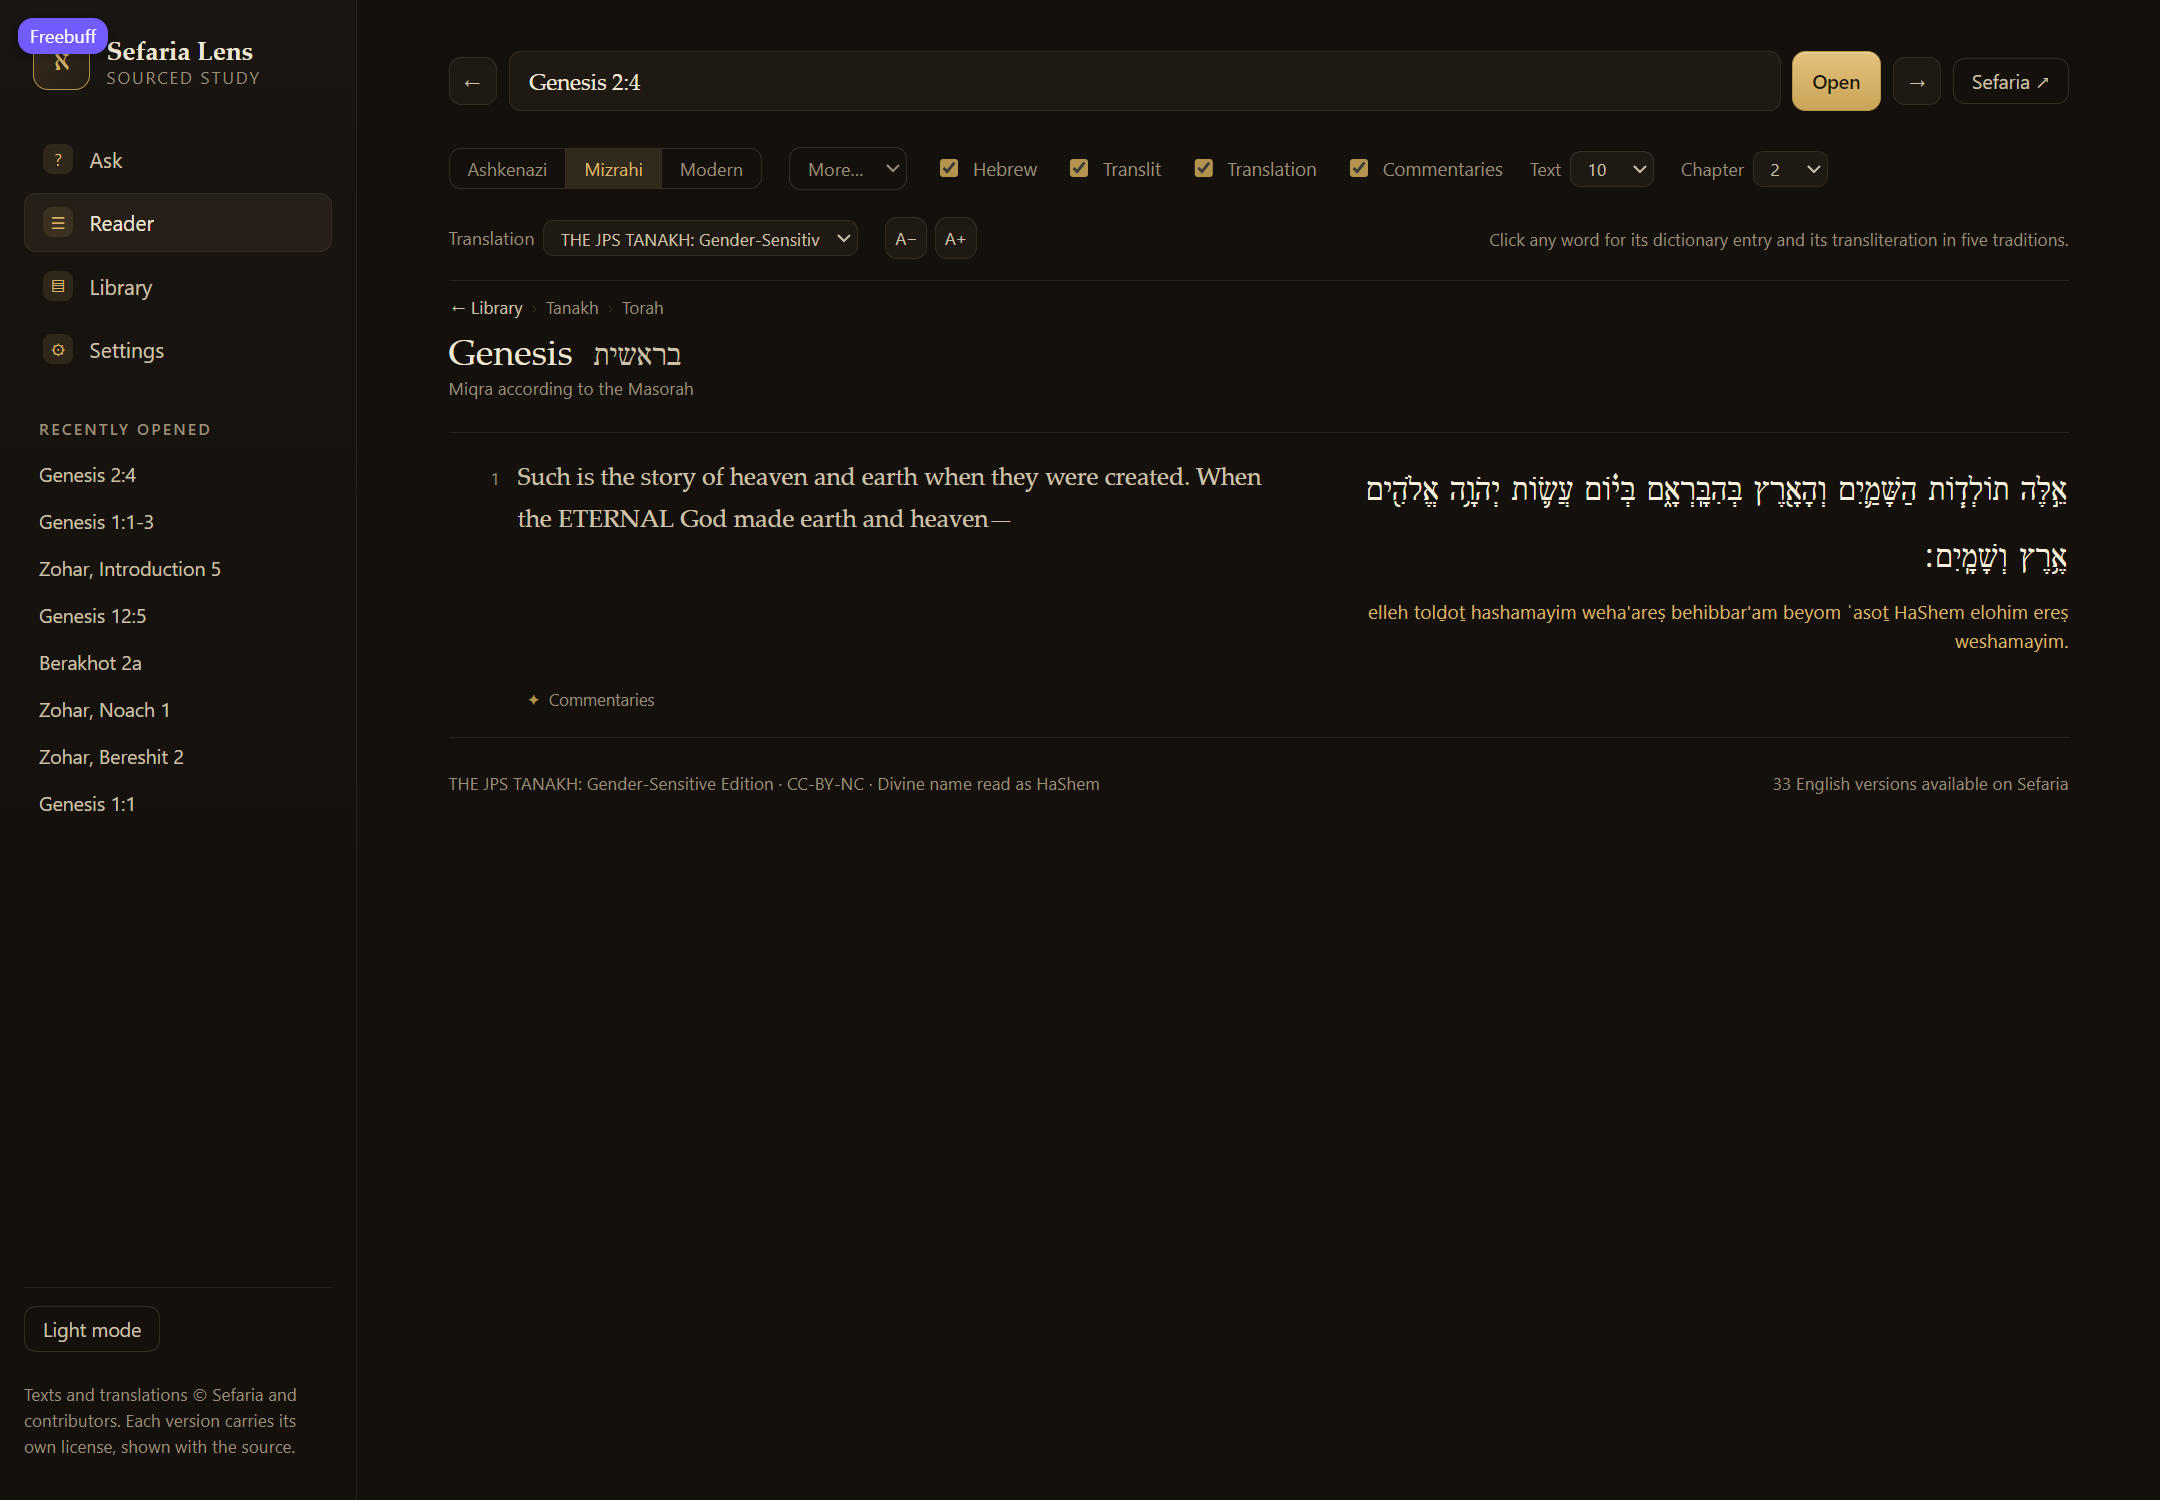 Freebuff
א
Sefaria Lens
SOURCED STUDY
? Ask
Reader
Library
Settings
RECENTLY OPENED
Genesis 2:4
Genesis 1:1-3
Zohar, Introduction 5
Genesis 12:5
Berakhot 2a
Zohar, Noach 1
Zohar, Bereshit 2
Genesis 1:1
Light mode
Texts and translations © Sefaria and
contributors. Each version carries its
own license, shown with the source.
← Genesis 2:4 Open → Sefaria ↗
Ashkenazi Mizrahi Modern More... Hebrew Translit Translation Commentaries Text 10 Chapter 2
Translation THE JPS TANAKH: Gender-Sensitiv A− A+ Click any word for its dictionary entry and its transliteration in five traditions.
← Library › Tanakh › Torah
Genesis בראשית
Miqra according to the Masorah
1 Such is the story of heaven and earth when they were created. When
the ETERNAL God made earth and heaven—
אֵ֣לֶּה תוֹלְד֧וֹת הַשָּׁמַ֛יִם וְהָאָ֖רֶץ בְּהִבָּֽרְאָ֑ם בְּי֗וֹם עֲשׂ֛וֹת יְהֹוָ֥ה אֱלֹהִ֖ים
אֶ֥רֶץ וְשָׁמָֽיִם׃
elleh tolḏoṯ hashamayim weha'areṣ behibbar'am beyom ʿasoṯ HaShem elohim ereṣ
weshamayim.
✦ Commentaries
THE JPS TANAKH: Gender-Sensitive Edition · CC-BY-NC · Divine name read as HaShem
33 English versions available on Sefaria